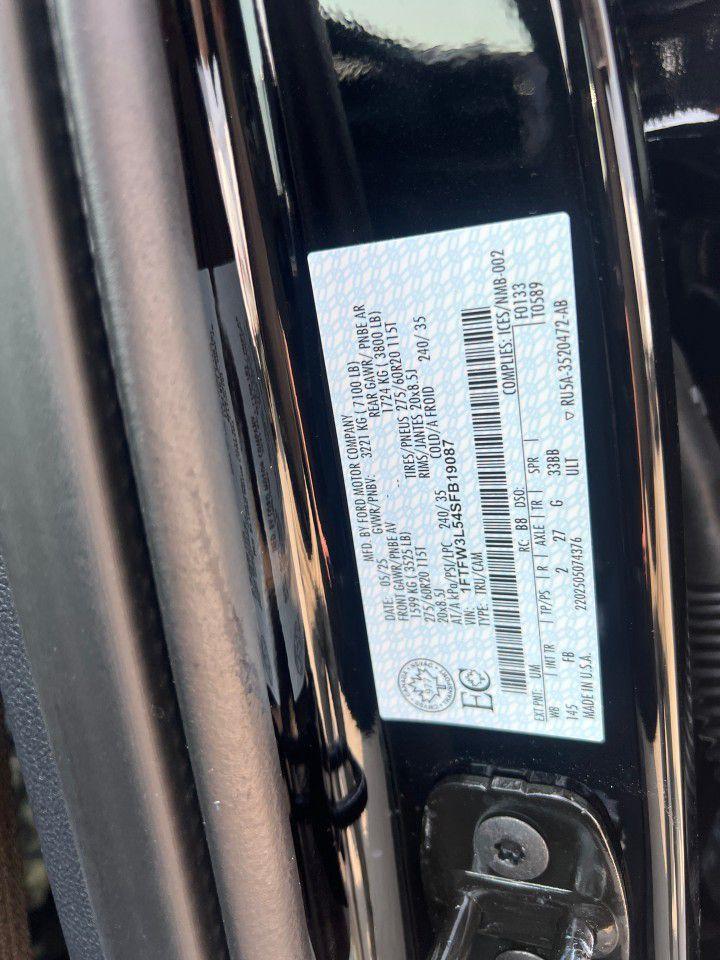 MFD. BY FORD MOTOR COMPANY
DATE: 05/25 GVWR/PNBV: 3221 KG ( 7100 LB)
FRONT GAWR/PNBE AV REAR GAWR/ PNBE AR
1599 KG ( 3525 LB) 1724 KG ( 3800 LB)
275/60R20 115T TIRES/PNEUS 275/60R20 115T
20x8.5J RIMS/JANTES 20x8.5J
AT/A kPa/PSI/LPC 240/ 35 COLD/A FROID 240/ 35
VIN: 1FTFW3L54SFB19087
TYPE: TRU/CAM
COMPLIES: ICES/NMB-002
EXT PNT: UM RC: B8 DSO: F0133
WB | INT TR | TP/PS | R | AXLE | TR | SPR T0589
145 FB 2 27 G 33BB
MADE IN U.S.A. 2202505074376 ULT ▽ RU5A-3520472-AB